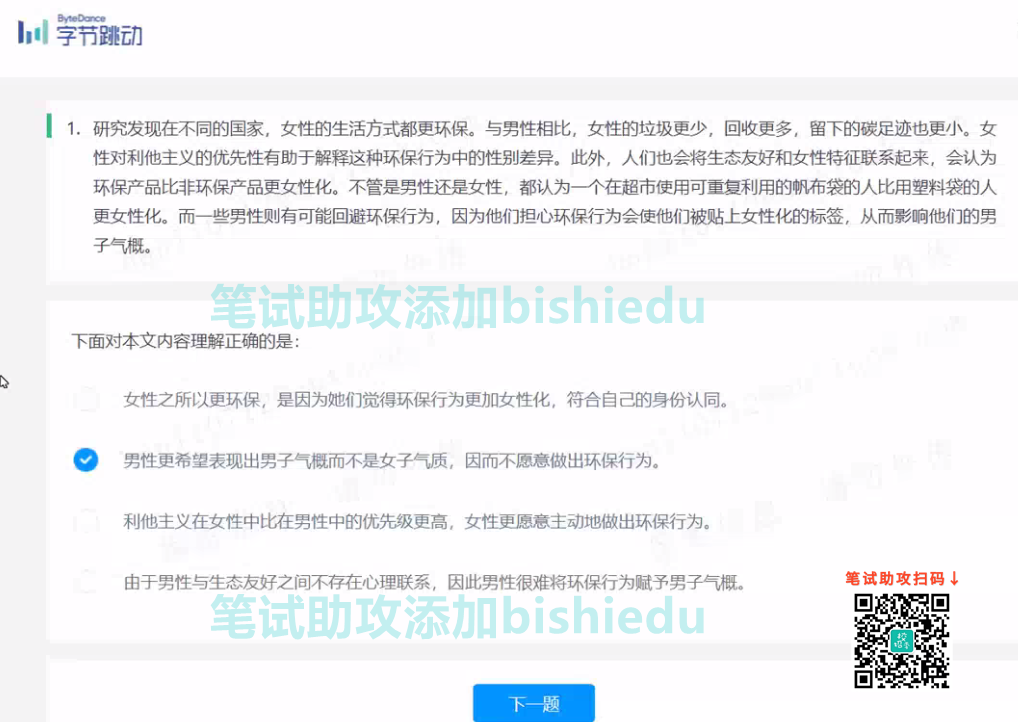 ByteDance
字节跳动
1. 研究发现在不同的国家，女性的生活方式都更环保。与男性相比，女性的垃圾更少，回收更多，留下的碳足迹也更小。女
性对利他主义的优先性有助于解释这种环保行为中的性别差异。此外，人们也会将生态友好和女性特征联系起来，会认为
环保产品比非环保产品更女性化。不管是男性还是女性，都认为一个在超市使用可重复利用的帆布袋的人比用塑料袋的人
更女性化。而一些男性则有可能回避环保行为，因为他们担心环保行为会使他们被贴上女性化的标签，从而影响他们的男
子气概。
笔试助攻添加bishiedu
下面对本文内容理解正确的是：
女性之所以更环保，是因为她们觉得环保行为更加女性化，符合自己的身份认同。
男性更希望表现出男子气概而不是女子气质，因而不愿意做出环保行为。
利他主义在女性中比在男性中的优先级更高，女性更愿意主动地做出环保行为。
由于男性与生态友好之间不存在心理联系，因此男性很难将环保行为赋予男子气概。
笔试助攻扫码↓
笔试助攻添加bishiedu
下一题